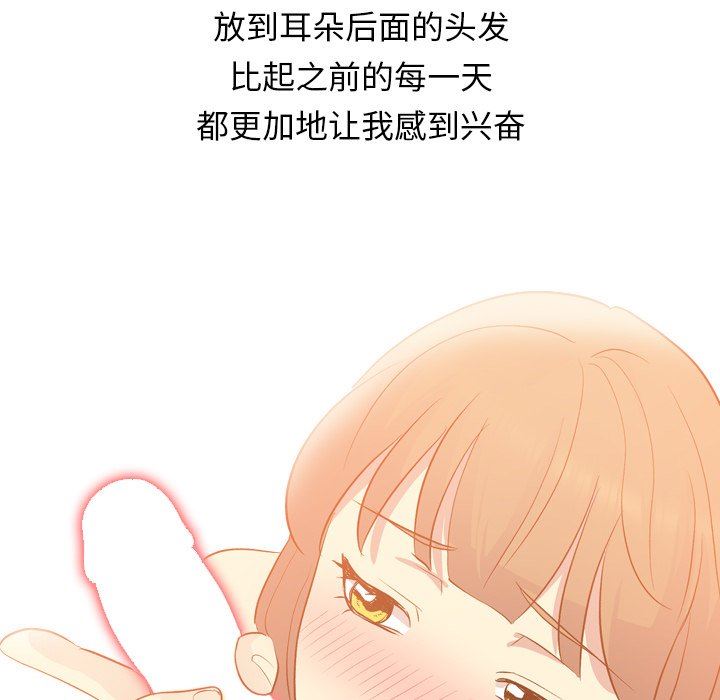 放到耳朵后面的头发
比起之前的每一天
都更加地让我感到兴奋